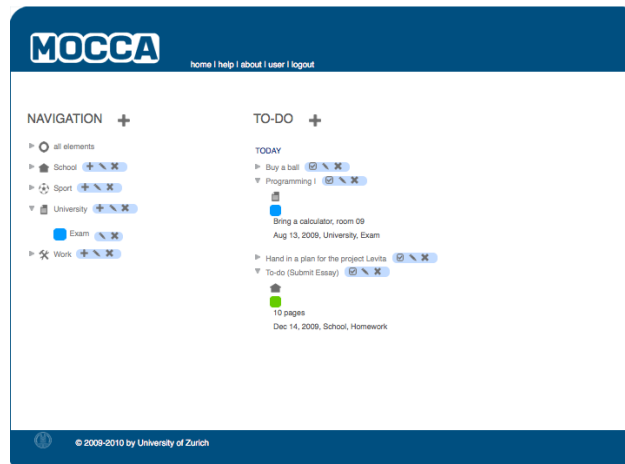 MOCCA
home | help | about | user | logout
NAVIGATION
all elements
School
Sport
University
Exam
Work
TO-DO
TODAY
Buy a ball
Programming I
Bring a calculator, room 09
Aug 13, 2009, University, Exam
Hand in a plan for the project Levita
To-do (Submit Essay)
10 pages
Dec 14, 2009, School, Homework
© 2009-2010 by University of Zurich